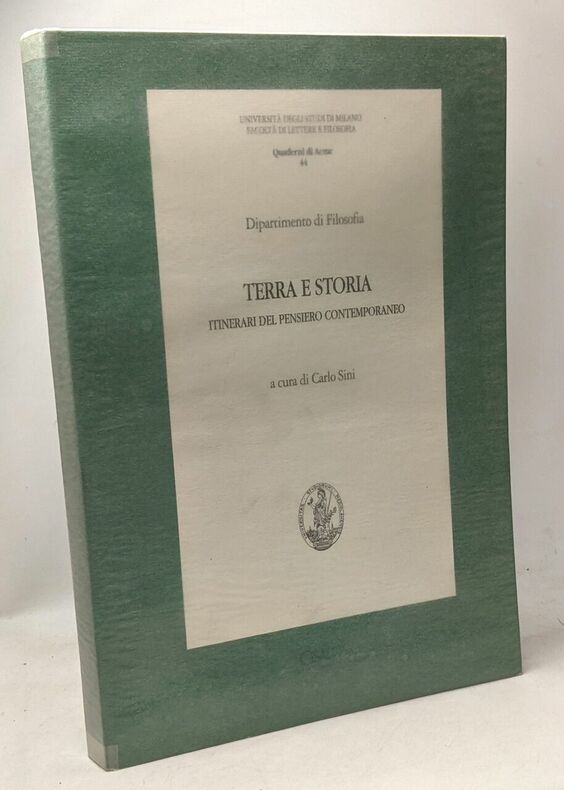 UNIVERSITÀ DEGLI STUDI DI MILANO
FACOLTÀ DI LETTERE E FILOSOFIA
Quaderni di Acme
44
Dipartimento di Filosofia
TERRA E STORIA
ITINERARI DEL PENSIERO CONTEMPORANEO
a cura di Carlo Sini